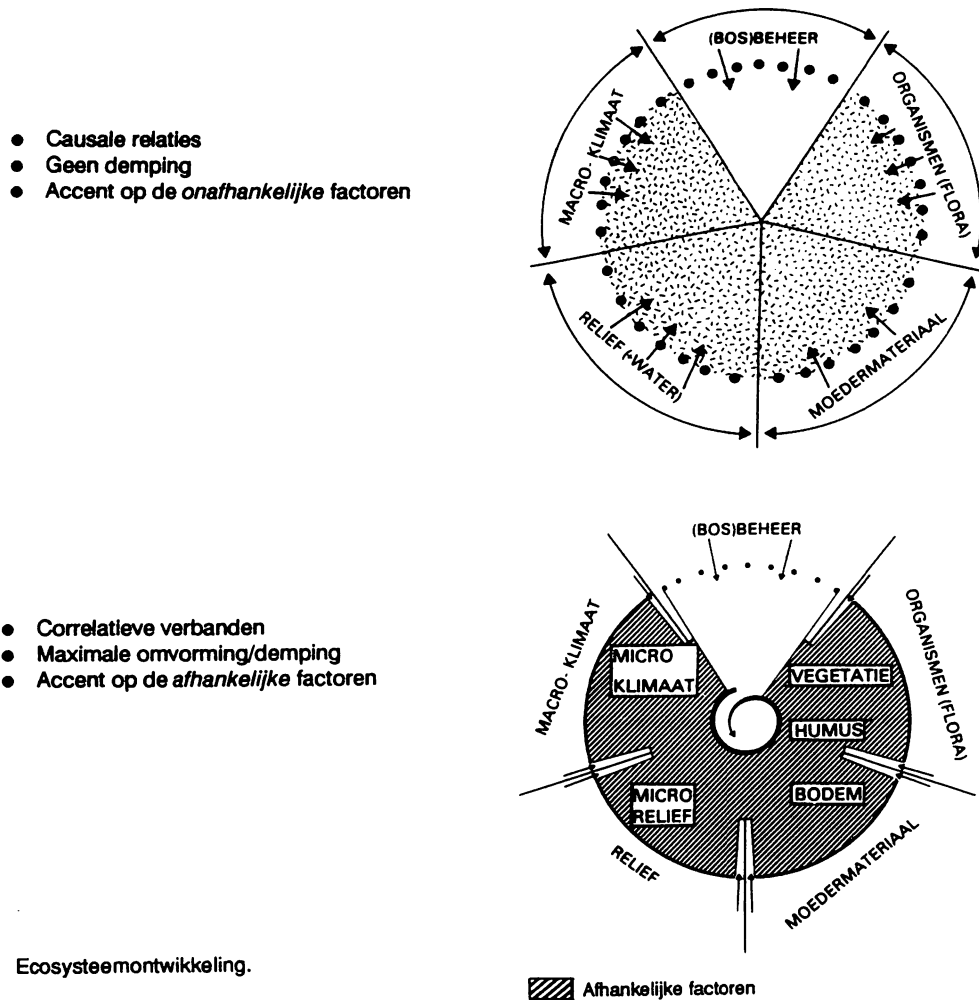 (BOS)BEHEER
MACRO- KLIMAAT
ORGANISMEN (FLORA)
RELIEF (+WATER)
MOEDERMATERIAAL
● Causale relaties
● Geen demping
● Accent op de onafhankelijke factoren
(BOS)BEHEER
MACRO- KLIMAAT
ORGANISMEN (FLORA)
MICRO
KLIMAAT
VEGETATIE
HUMUS
MICRO
RELIEF
BODEM
RELIEF
MOEDERMATERIAAL
● Correlatieve verbanden
● Maximale omvorming/demping
● Accent op de afhankelijke factoren
Ecosysteemontwikkeling.
Afhankelijke factoren